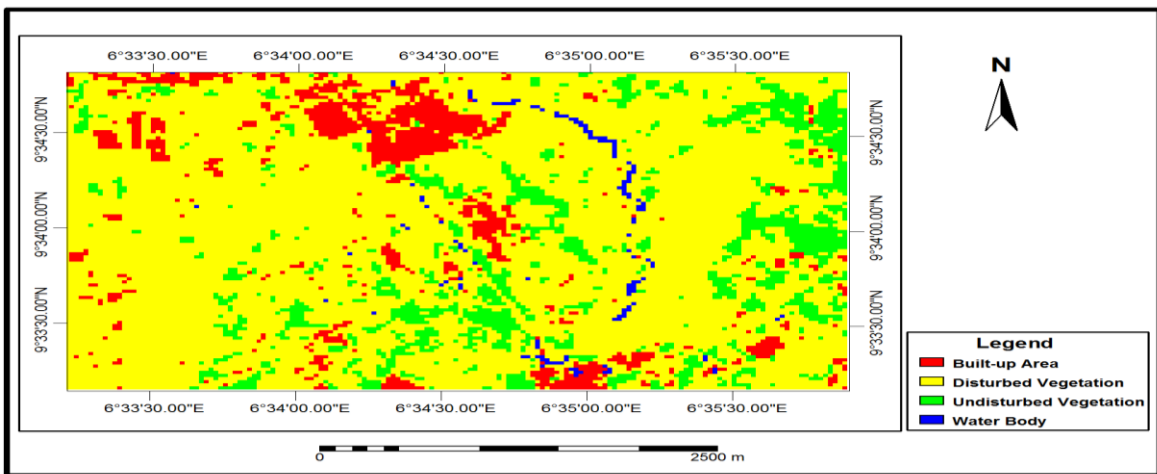 6°33'30.00"E 6°34'00.00"E 6°34'30.00"E 6°35'00.00"E 6°35'30.00"E
N
9°34'30.00"N
9°34'00.00"N
9°33'30.00"N
9°34'30.00"N
9°34'00.00"N
9°33'30.00"N
6°33'30.00"E 6°34'00.00"E 6°34'30.00"E 6°35'00.00"E 6°35'30.00"E
Legend
Built-up Area
Disturbed Vegetation
Undisturbed Vegetation
Water Body
0 2500 m